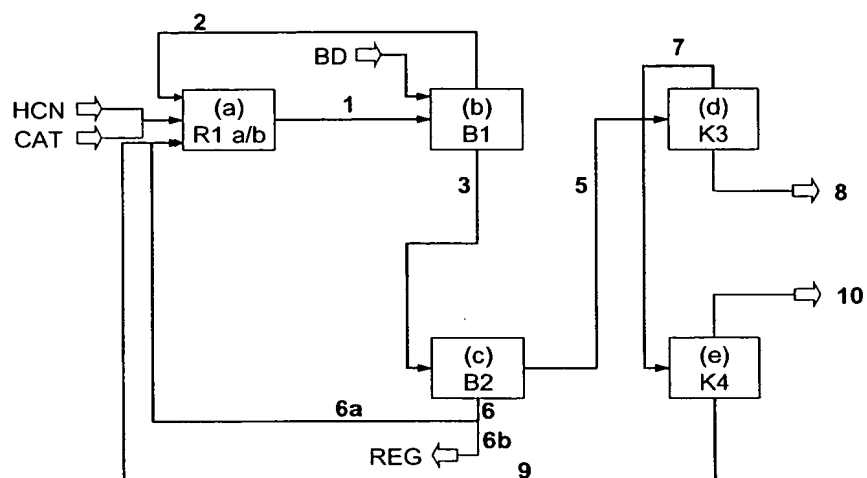 2
7
BD
HCN
CAT
(a)
R1 a/b
1
(b)
B1
(d)
K3
3
5
8
10
(c)
B2
(e)
K4
6a
6
6b
REG
9